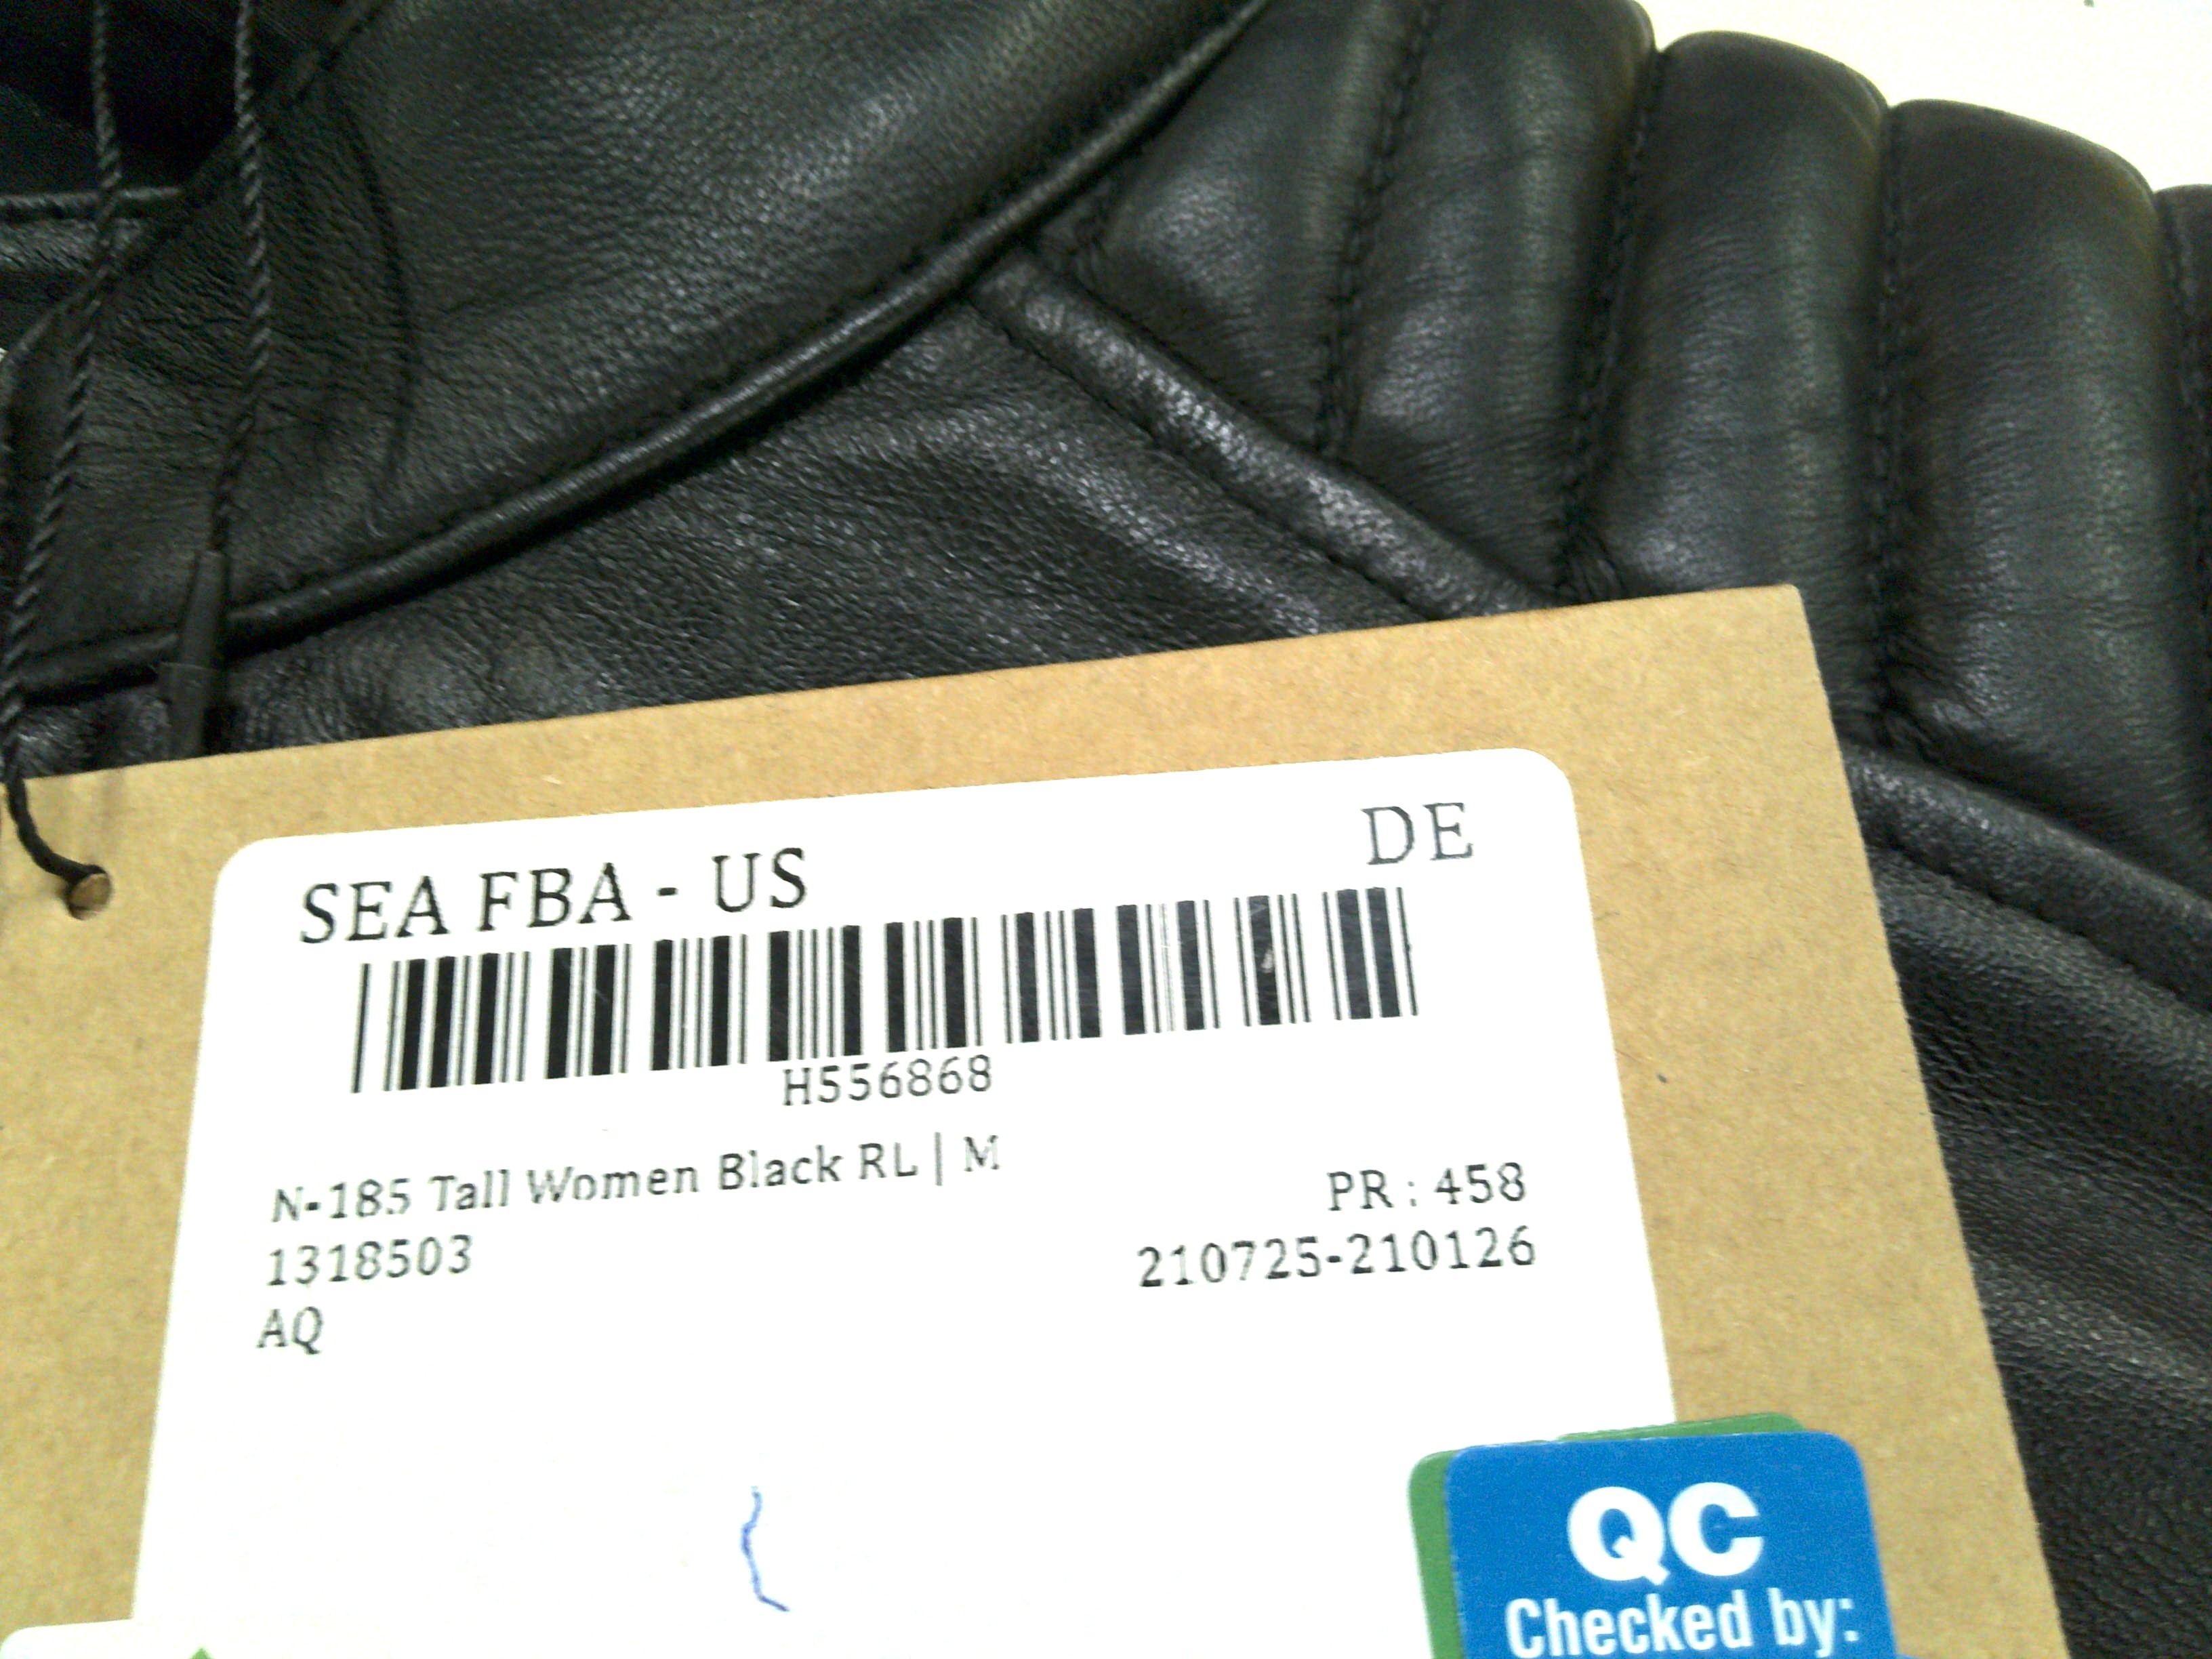 SEA FBA - US DE
H556868
N-185 Tall Women Black RL | M
PR : 458
1318503
210725-210126
AQ
QC
Checked by: